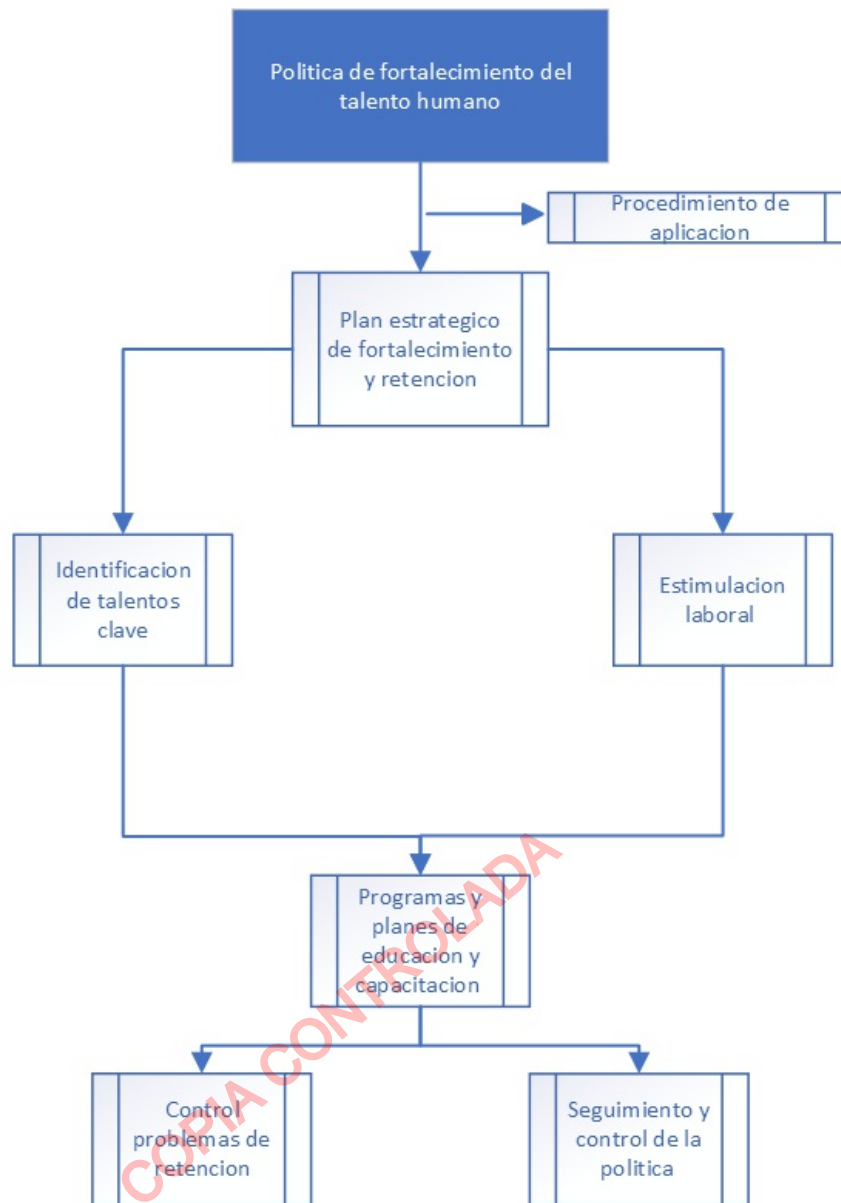 Politica de fortalecimiento del
talento humano
Procedimiento de
aplicacion
Plan estrategico
de fortalecimiento
y retencion
Identificacion
de talentos
clave
Estimulacion
laboral
Programas y
planes de
educacion y
capacitacion
Control
problemas de
retencion
Seguimiento y
control de la
politica
COPIA CONTROLADA